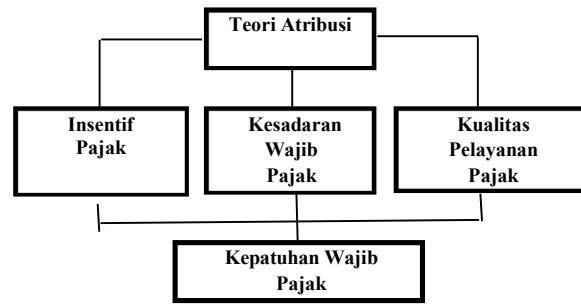 Teori Atribusi
Insentif
Pajak
Kesadaran
Wajib
Pajak
Kualitas
Pelayanan
Pajak
Kepatuhan Wajib
Pajak